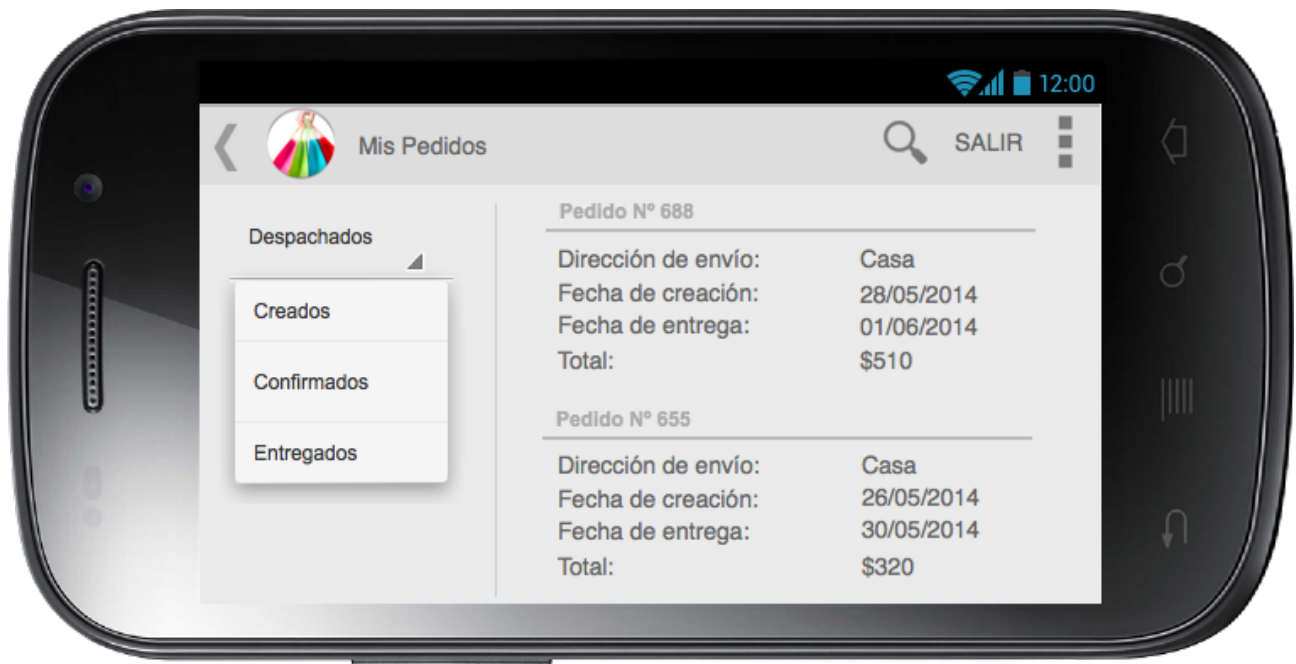 12:00
Mis Pedidos
SALIR
Despachados
Creados
Confirmados
Entregados
Pedido Nº 688
Dirección de envío: Casa
Fecha de creación: 28/05/2014
Fecha de entrega: 01/06/2014
Total: $510
Pedido Nº 655
Dirección de envío: Casa
Fecha de creación: 26/05/2014
Fecha de entrega: 30/05/2014
Total: $320